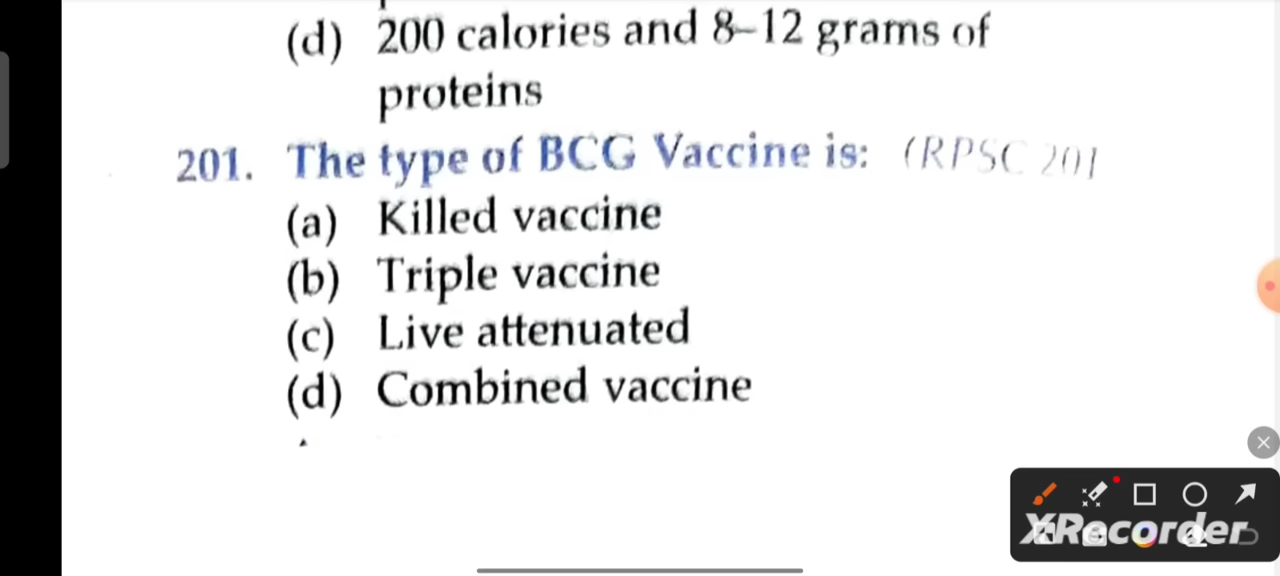 (d) 200 calories and 8–12 grams of
proteins
201. The type of BCG Vaccine is: (RPSC 201
(a) Killed vaccine
(b) Triple vaccine
(c) Live attenuated
(d) Combined vaccine
XRecorder